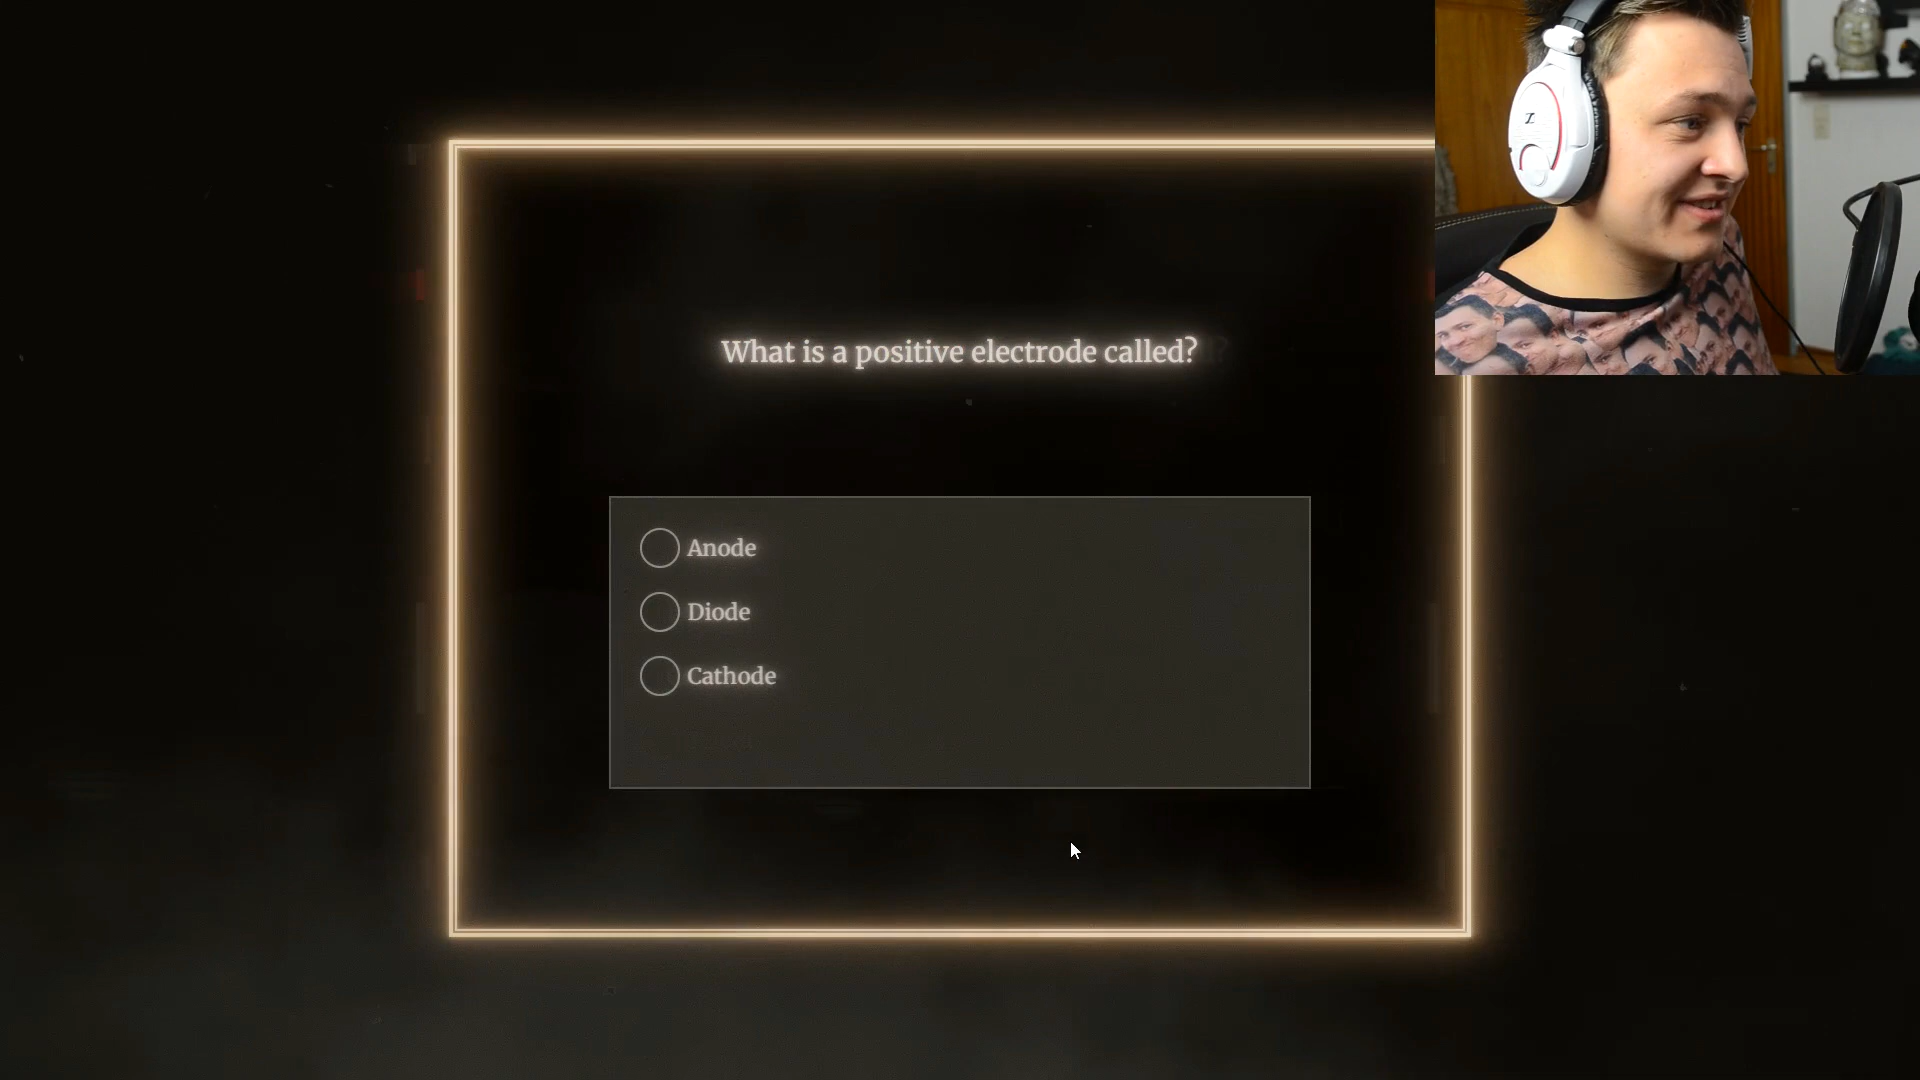 What is a positive electrode called?
Anode
Diode
Cathode